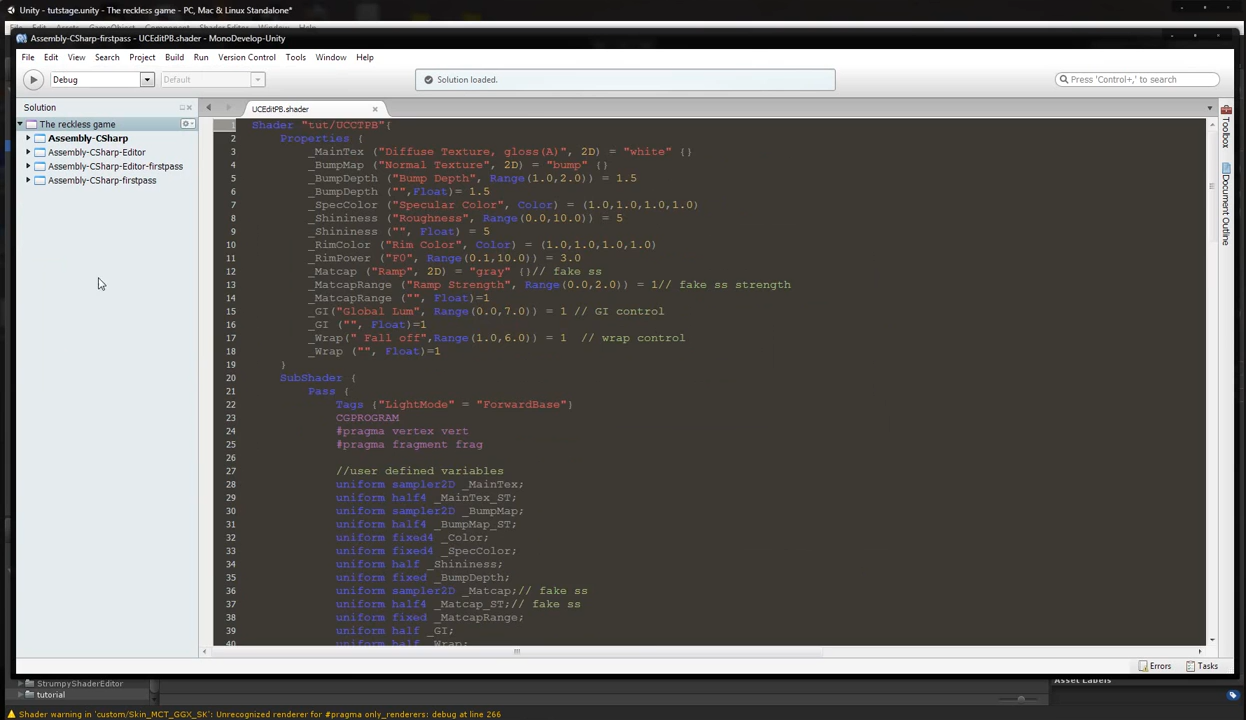 Unity - tutstage.unity - The reckless game - PC, Mac & Linux Standalone*
Assembly-CSharp-firstpass - UCEditPB.shader - MonoDevelop-Unity
File Edit View Search Project Build Run Version Control Tools Window Help
Debug Default Solution loaded. Press 'Control+,' to search
Solution
The reckless game
Assembly-CSharp
Assembly-CSharp-Editor
Assembly-CSharp-Editor-firstpass
Assembly-CSharp-firstpass
UCEditPB.shader
1 Shader "tut/UCCTPB"{
2 Properties {
3 _MainTex ("Diffuse Texture, gloss(A)", 2D) = "white" {}
4 _BumpMap ("Normal Texture", 2D) = "bump" {}
5 _BumpDepth ("Bump Depth", Range(1.0,2.0)) = 1.5
6 _BumpDepth ("",Float)= 1.5
7 _SpecColor ("Specular Color", Color) = (1.0,1.0,1.0,1.0)
8 _Shininess ("Roughness", Range(0.0,10.0)) = 5
9 _Shininess ("", Float) = 5
10 _RimColor ("Rim Color", Color) = (1.0,1.0,1.0,1.0)
11 _RimPower ("F0", Range(0.1,10.0)) = 3.0
12 _Matcap ("Ramp", 2D) = "gray" {}// fake ss
13 _MatcapRange ("Ramp Strength", Range(0.0,2.0)) = 1// fake ss strength
14 _MatcapRange ("", Float)=1
15 _GI("Global Lum", Range(0.0,7.0)) = 1 // GI control
16 _GI ("", Float)=1
17 _Wrap(" Fall off",Range(1.0,6.0)) = 1 // wrap control
18 _Wrap ("", Float)=1
19 }
20 SubShader {
21 Pass {
22 Tags {"LightMode" = "ForwardBase"}
23 CGPROGRAM
24 #pragma vertex vert
25 #pragma fragment frag
26
27 //user defined variables
28 uniform sampler2D _MainTex;
29 uniform half4 _MainTex_ST;
30 uniform sampler2D _BumpMap;
31 uniform half4 _BumpMap_ST;
32 uniform fixed4 _Color;
33 uniform fixed4 _SpecColor;
34 uniform half _Shininess;
35 uniform fixed _BumpDepth;
36 uniform sampler2D _Matcap;// fake ss
37 uniform half4 _Matcap_ST;// fake ss
38 uniform fixed _MatcapRange;
39 uniform half _GI;
40 uniform half _Wrap;
Toolbox
Document Outline
Errors Tasks
StrumpyShaderEditor
tutorial
Asset Labels
Shader warning in 'custom/Skin_MCT_GGX_SK': Unrecognized renderer for #pragma only_renderers: debug at line 266